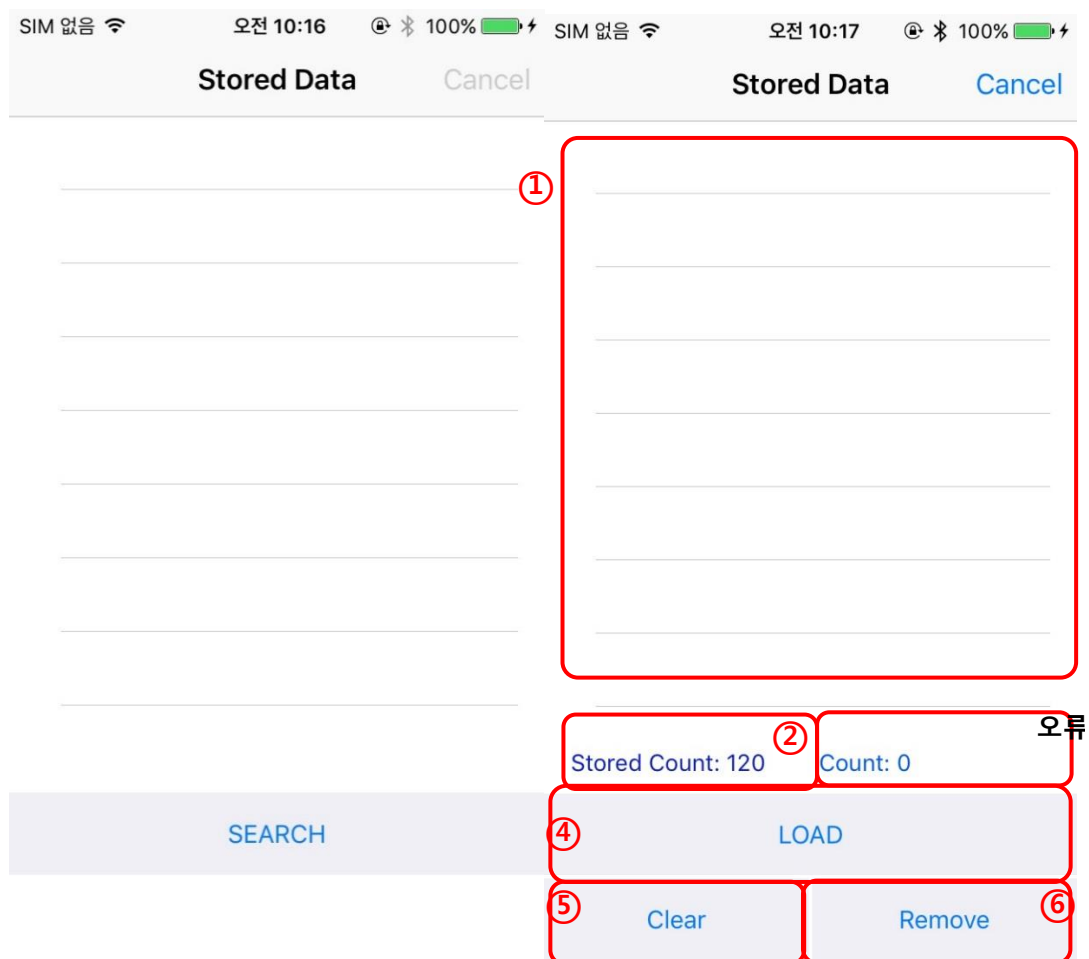 SIM 없음 오전 10:16 100%
Stored Data Cancel
SEARCH
SIM 없음 오전 10:17 100%
Stored Data Cancel
①
②
오류
Stored Count: 120 Count: 0
④ LOAD
⑤ Clear Remove ⑥